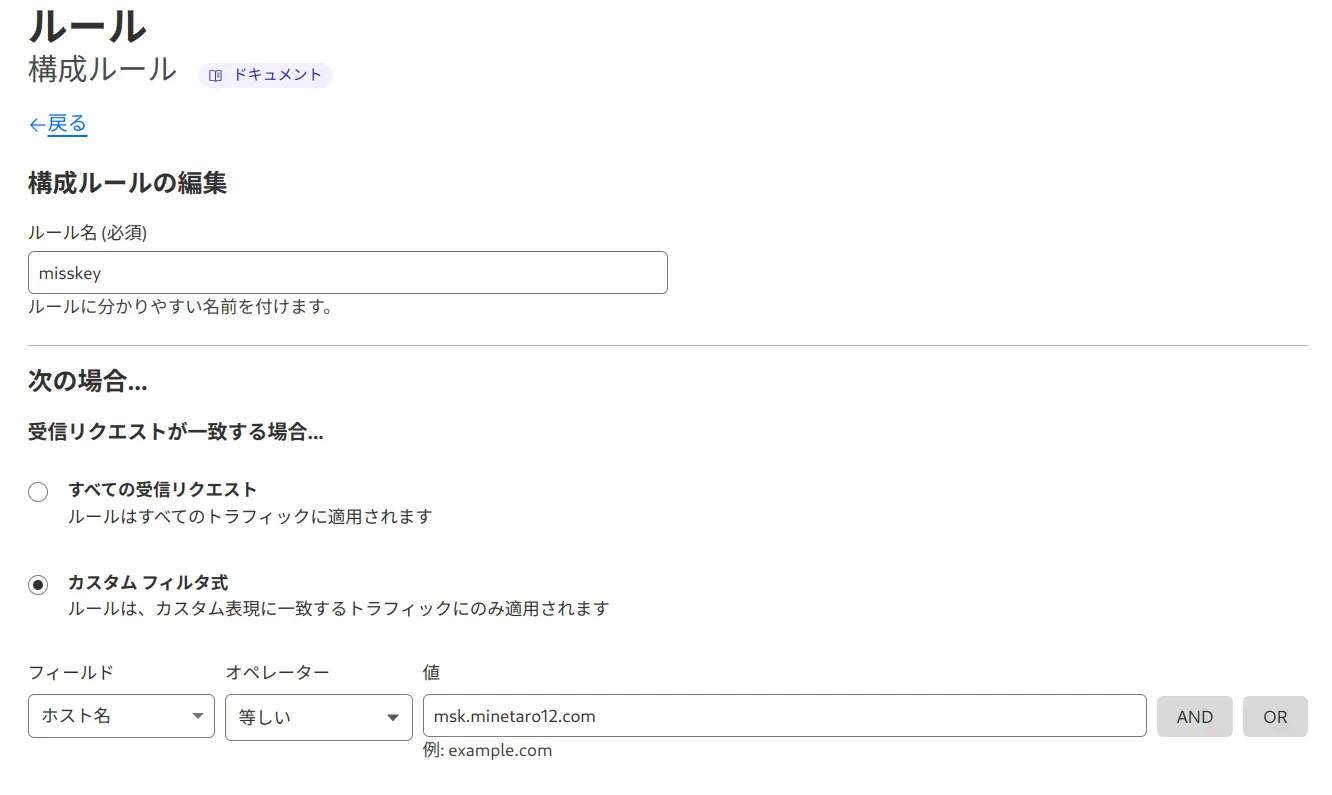 ルール
構成ルール ドキュメント
←戻る
構成ルールの編集
ルール名 (必須)
misskey
ルールに分かりやすい名前を付けます。
次の場合...
受信リクエストが一致する場合...
すべての受信リクエスト
ルールはすべてのトラフィックに適用されます
カスタム フィルタ式
ルールは、カスタム表現に一致するトラフィックにのみ適用されます
フィールド オペレーター 値
ホスト名 等しい msk.minetaro12.com AND OR
例: example.com